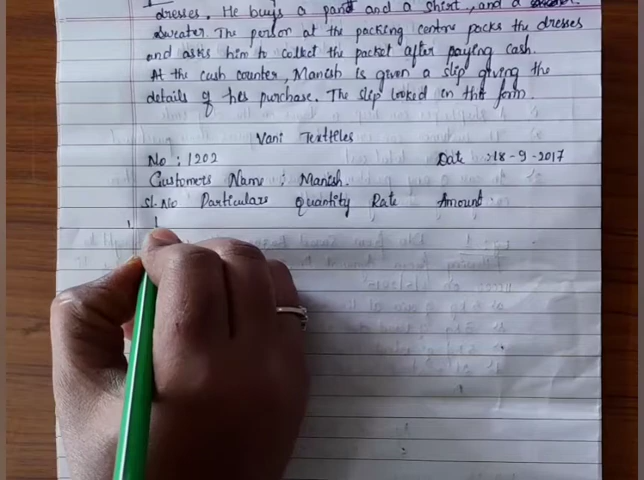 dresses. He buys a pant and a shirt, and a
sweater. The person at the packing centre packs the dresses
and asks him to collect the packet after paying cash.
At the cash counter, Manish is given a slip giving the
details of his purchase. The slip looked in this form.
Vani Textiles
No : 1202 Date :18-9-2017
Customers Name : Manish.
Sl. No Particulars Quantity Rate Amount.
1